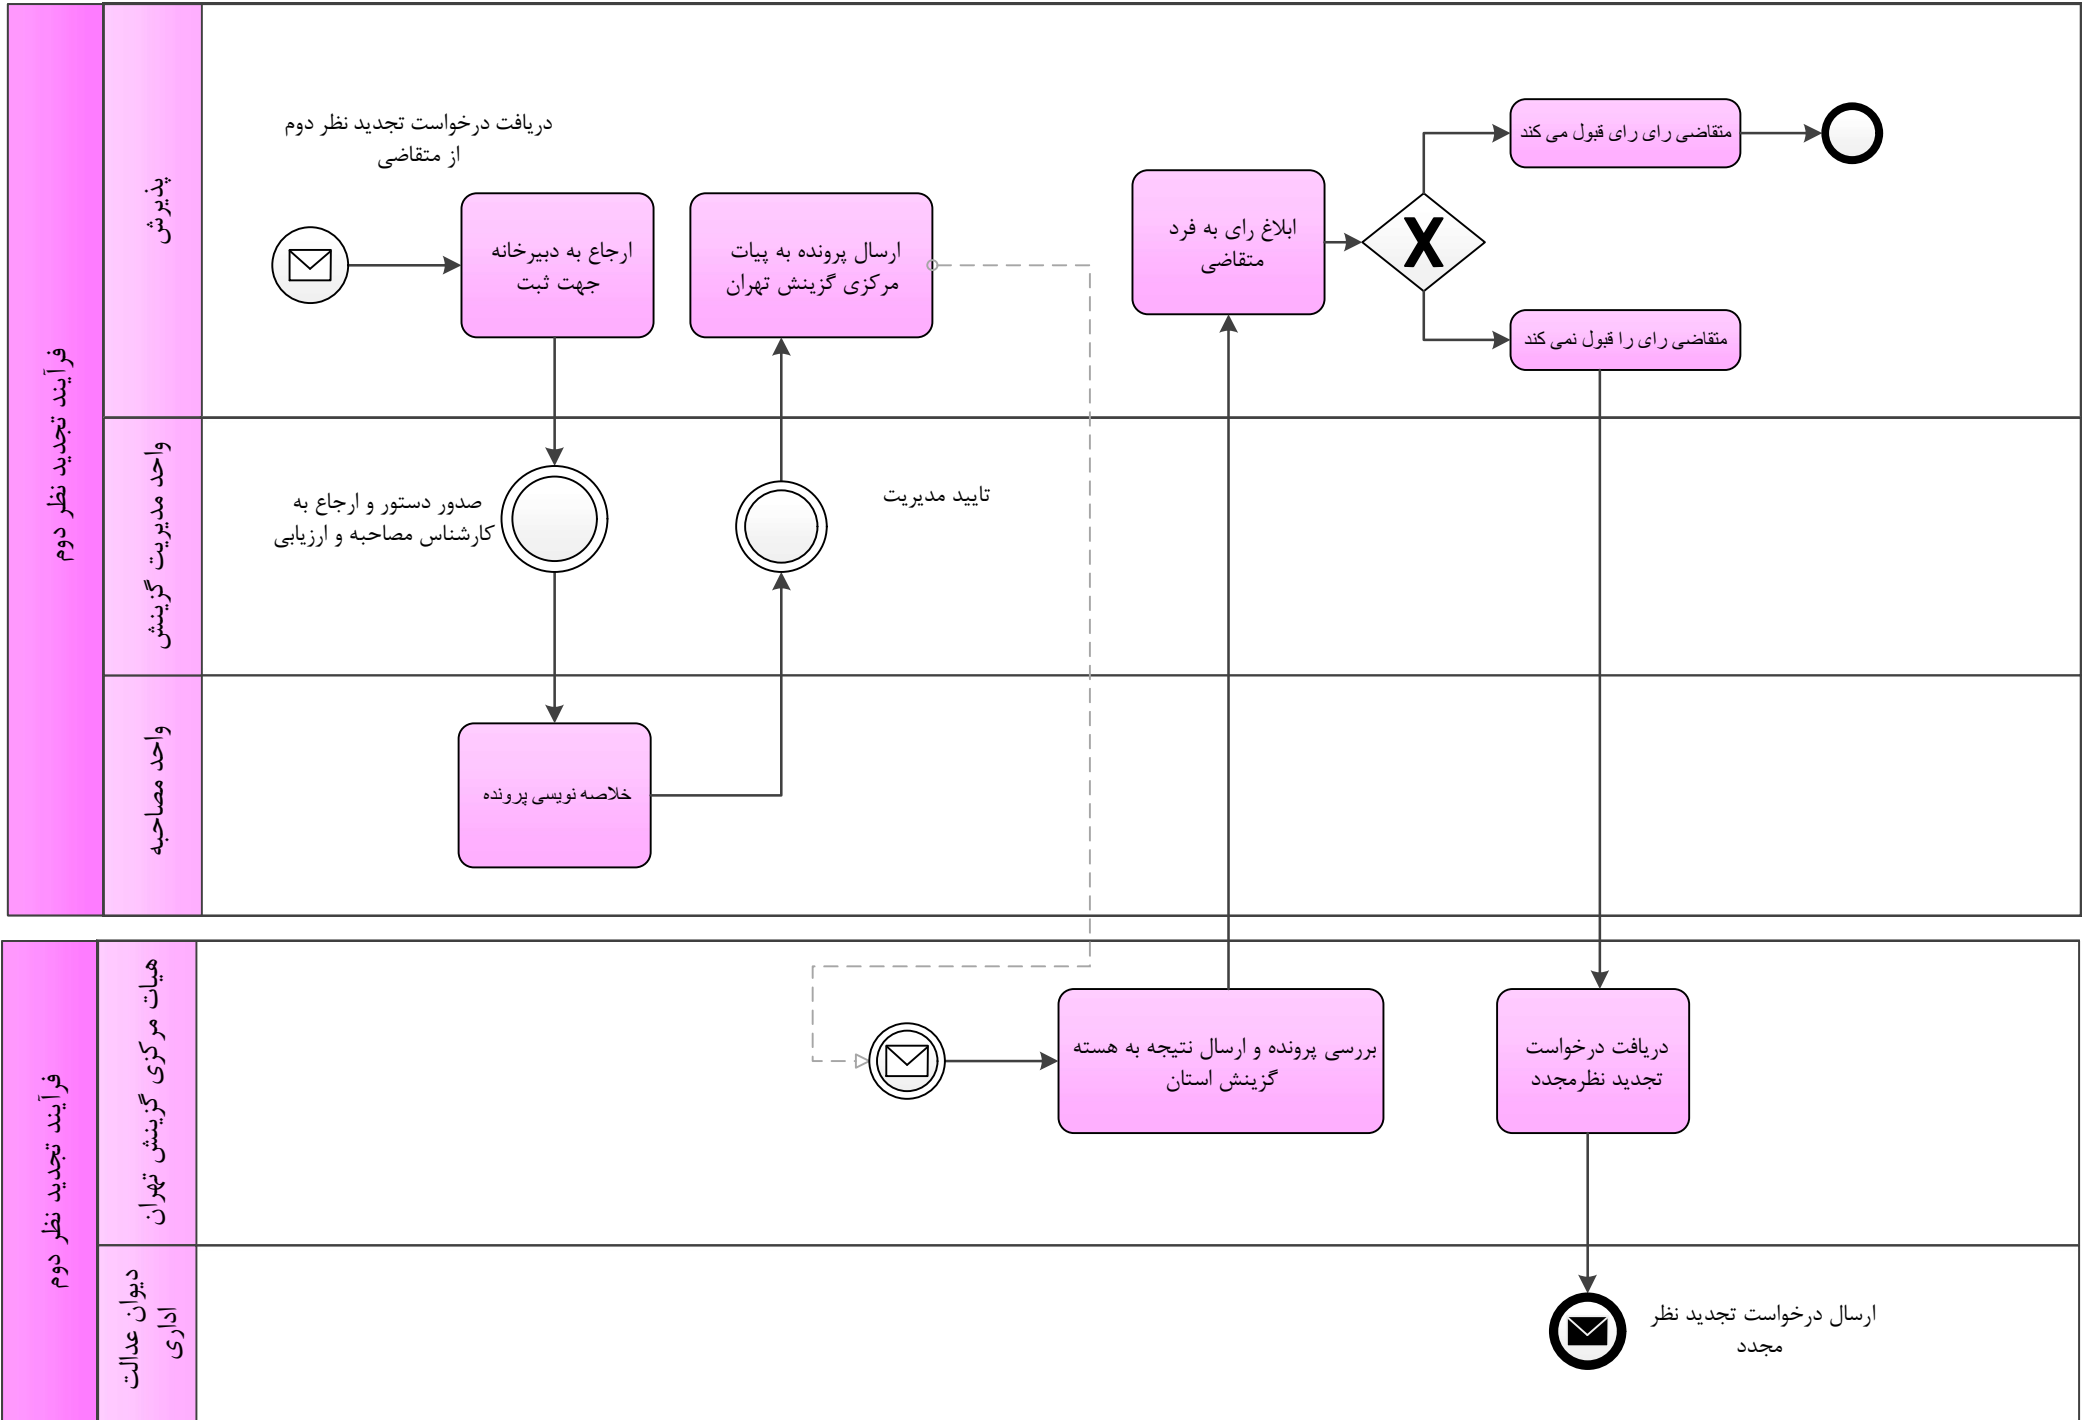 فرآیند تجدید نظر دوم
پذیرش
دریافت درخواست تجدید نظر دوم
از متقاضی
ارجاع به دبیرخانه
جهت ثبت
ارسال پرونده به پیات
مرکزی گزینش تهران
ابلاغ رای به فرد
متقاضی
متقاضی رای رای قبول می کند
متقاضی رای را قبول نمی کند
واحد مدیریت گزینش
صدور دستور و ارجاع به
کارشناس مصاحبه و ارزیابی
تایید مدیریت
واحد مصاحبه
خلاصه نویسی پرونده
فرآیند تجدید نظر دوم
هیات مرکزی گزینش تهران
بررسی پرونده و ارسال نتیجه به هسته
گزینش استان
دریافت درخواست
تجدید نظرمجدد
دیوان عدالت
اداری
ارسال درخواست تجدید نظر
مجدد